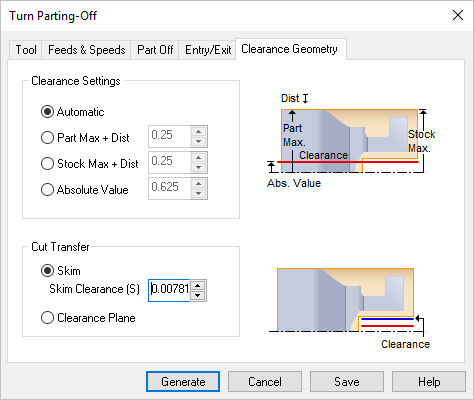 Turn Parting-Off
Tool Feeds & Speeds Part Off Entry/Exit Clearance Geometry
Clearance Settings
Automatic
Part Max + Dist 0.25
Stock Max + Dist 0.25
Absolute Value 0.625
Dist
Part Max.
Stock Max.
Clearance
Abs. Value
Cut Transfer
Skim
Skim Clearance (S) 0.00781
Clearance Plane
Clearance
Generate Cancel Save Help